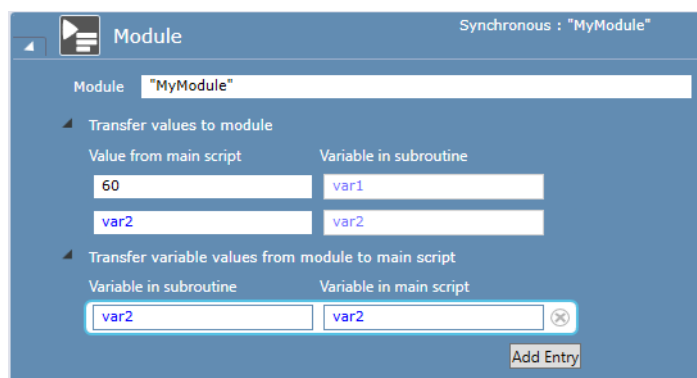 Module Synchronous : "MyModule"
Module "MyModule"
Transfer values to module
Value from main script Variable in subroutine
60 var1
var2 var2
Transfer variable values from module to main script
Variable in subroutine Variable in main script
var2 var2
Add Entry